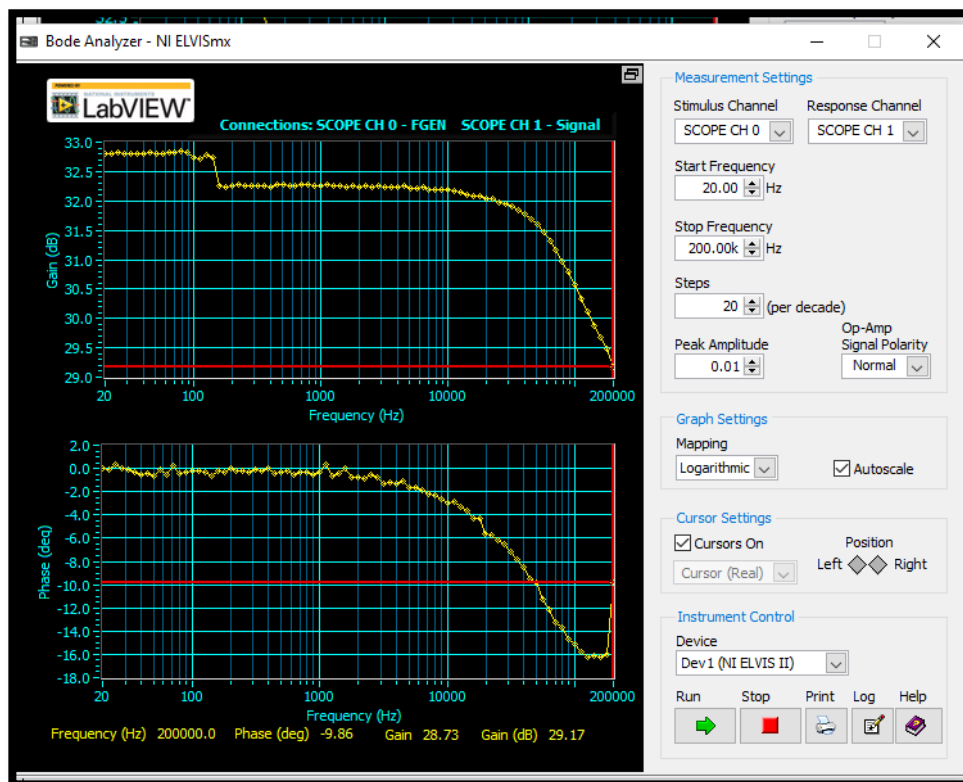 32.5
Bode Analyzer - NI ELVISmx
POWERED BY
NATIONAL INSTRUMENTS
LabVIEW™
Connections: SCOPE CH 0 - FGEN SCOPE CH 1 - Signal
33.0
32.5
32.0
31.5
31.0
30.5
30.0
29.5
29.0
Gain (dB)
20 100 1000 10000 200000
Frequency (Hz)
2.0
0.0
-2.0
-4.0
-6.0
-8.0
-10.0
-12.0
-14.0
-16.0
-18.0
Phase (deg)
20 100 1000 10000 200000
Frequency (Hz)
Frequency (Hz) 200000.0 Phase (deg) -9.86 Gain 28.73 Gain (dB) 29.17
Measurement Settings
Stimulus Channel Response Channel
SCOPE CH 0 SCOPE CH 1
Start Frequency
20.00 Hz
Stop Frequency
200.00k Hz
Steps
20 (per decade)
Peak Amplitude
0.01
Op-Amp
Signal Polarity
Normal
Graph Settings
Mapping
Logarithmic Autoscale
Cursor Settings
Cursors On Position
Cursor (Real) Left Right
Instrument Control
Device
Dev1 (NI ELVIS II)
Run Stop Print Log Help